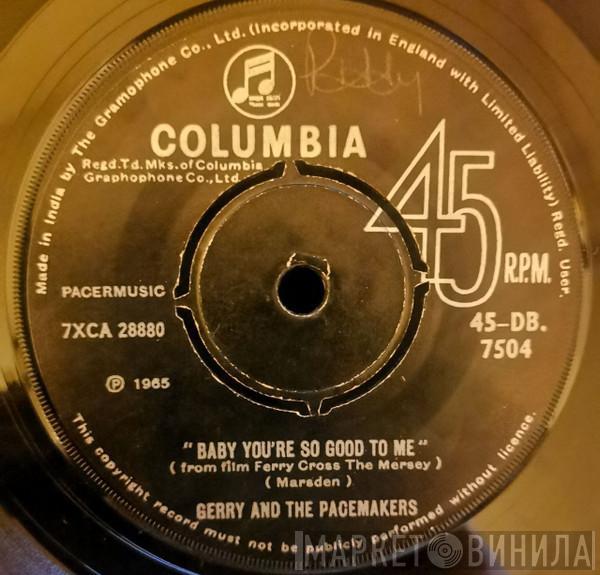 Made in India by The Gramophone Co., Ltd. (Incorporated in England with Limited Liability) Regd. User.
COLUMBIA
Regd.Td.Mks.of Columbia
Graphophone Co.,Ltd.
45
R.P.M.
PACERMUSIC
7XCA 28880
45-DB.
7504
℗ 1965
"BABY YOU'RE SO GOOD TO ME"
(from film Ferry Cross The Mersey)
(Marsden)
GERRY AND THE PACEMAKERS
This copyright record must not be publicly performed without licence.
МАРКЕТ ВИНИЛА